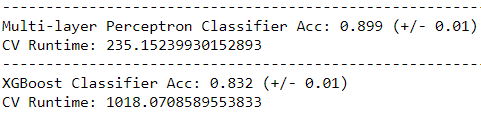 --------------------------------------------------
Multi-layer Perceptron Classifier Acc: 0.899 (+/- 0.01)
CV Runtime: 235.15239930152893
--------------------------------------------------
XGBoost Classifier Acc: 0.832 (+/- 0.01)
CV Runtime: 1018.0708589553833